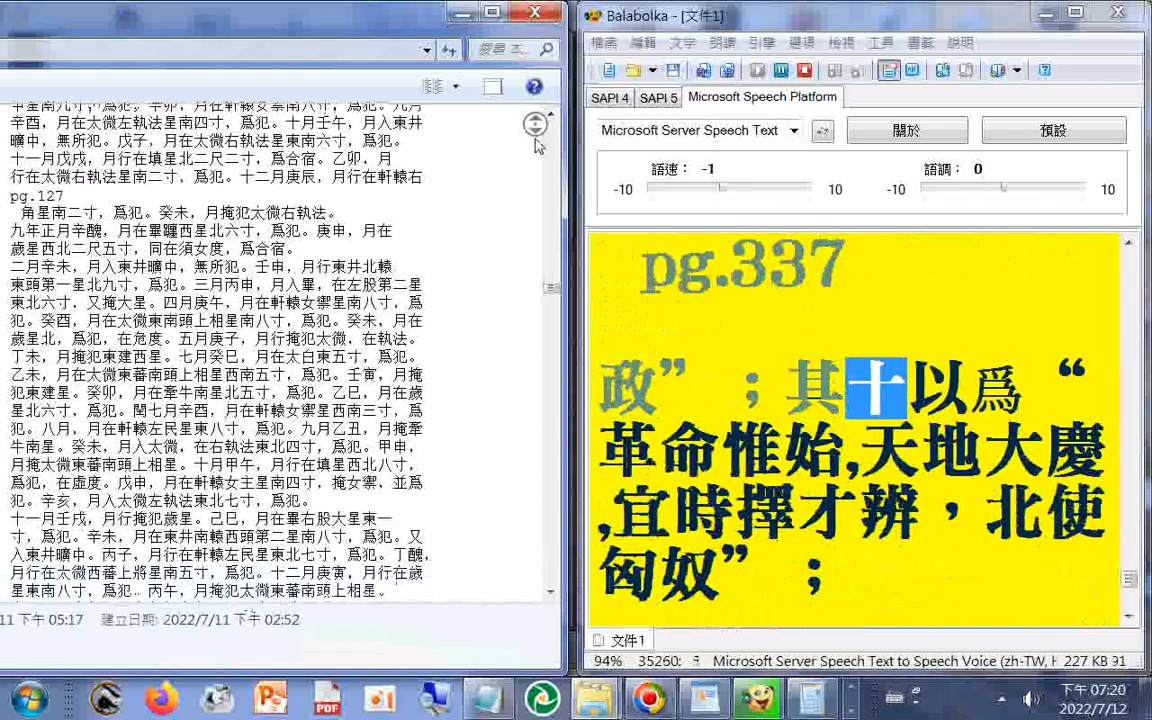 Balabolka - [文件1]
搜尋 本...
檔案 編輯 文字 朗讀 引擎 選項 檢視 工具 書籤 說明
SAPI 4 SAPI 5 Microsoft Speech Platform
Microsoft Server Speech Text
關於
預設
語速： -1
語調： 0
-10 10 -10 10
辛酉，月在太微左執法星南四寸，爲犯。十月壬午，月入東井
曠中，無所犯。戊子，月在太微右執法星東南六寸，爲犯。
十一月戊戌，月行在填星北二尺二寸，爲合宿。乙卯，月
行在太微右執法星南二寸，爲犯。十二月庚辰，月行在軒轅右
pg.127
角星南二寸，爲犯。癸未，月掩犯太微右執法。
九年正月辛醜，月在畢躔西星北六寸，爲犯。庚申，月在
歲星西北二尺五寸，同在須女度，爲合宿。
二月辛未，月入東井曠中，無所犯。壬申，月行東井北轅
東頭第一星北九寸，爲犯。三月丙申，月入畢，在左股第二星
東北六寸，又掩大星。四月庚午，月在軒轅女禦星南八寸，爲
犯。癸酉，月在太微東南頭上相星南八寸，爲犯。癸未，月在
歲星北，爲犯，在危度。五月庚子，月行掩犯太微，在執法。
丁未，月掩犯東建西星。七月癸巳，月在太白東五寸，爲犯。
乙未，月在太微東蕃南頭上相星西南五寸，爲犯。壬寅，月掩
犯東建星。癸卯，月在牽牛南星北五寸，爲犯。乙巳，月在歲
星北六寸，爲犯。閏七月辛酉，月在軒轅女禦星西南三寸，爲
犯。八月，月在軒轅左民星東八寸，爲犯。九月乙丑，月掩牽
牛南星。癸未，月入太微，在右執法東北四寸，爲犯。甲申，
月掩太微東蕃南頭上相星。十月甲午，月行在填星西北八寸，
爲犯，在虛度。戊申，月在軒轅女主星南四寸，掩女禦，並爲
犯。辛亥，月入太微左執法東北七寸，爲犯。
十一月壬戌，月行掩犯歲星。己巳，月在畢右股大星東一
寸，爲犯。辛未，月在東井南轅西頭第二星南八寸，爲犯。又
入東井曠中。丙子，月行在軒轅左民星東北七寸，爲犯。丁醜，
月行在太微西蕃上將星南五寸，爲犯。十二月庚寅，月行在歲
星東南八寸，爲犯。丙午，月掩犯太微東蕃南頭上相星。
11 下午 05:17 建立日期: 2022/7/11 下午 02:52
pg.337
政”；其十以爲“
革命惟始,天地大慶
,宜時擇才辨，北使
匈奴”；
文件1
94% 35260; Microsoft Server Speech Text to Speech Voice (zh-TW, H 227 KB 91
PDF
下午 07:20
2022/7/12